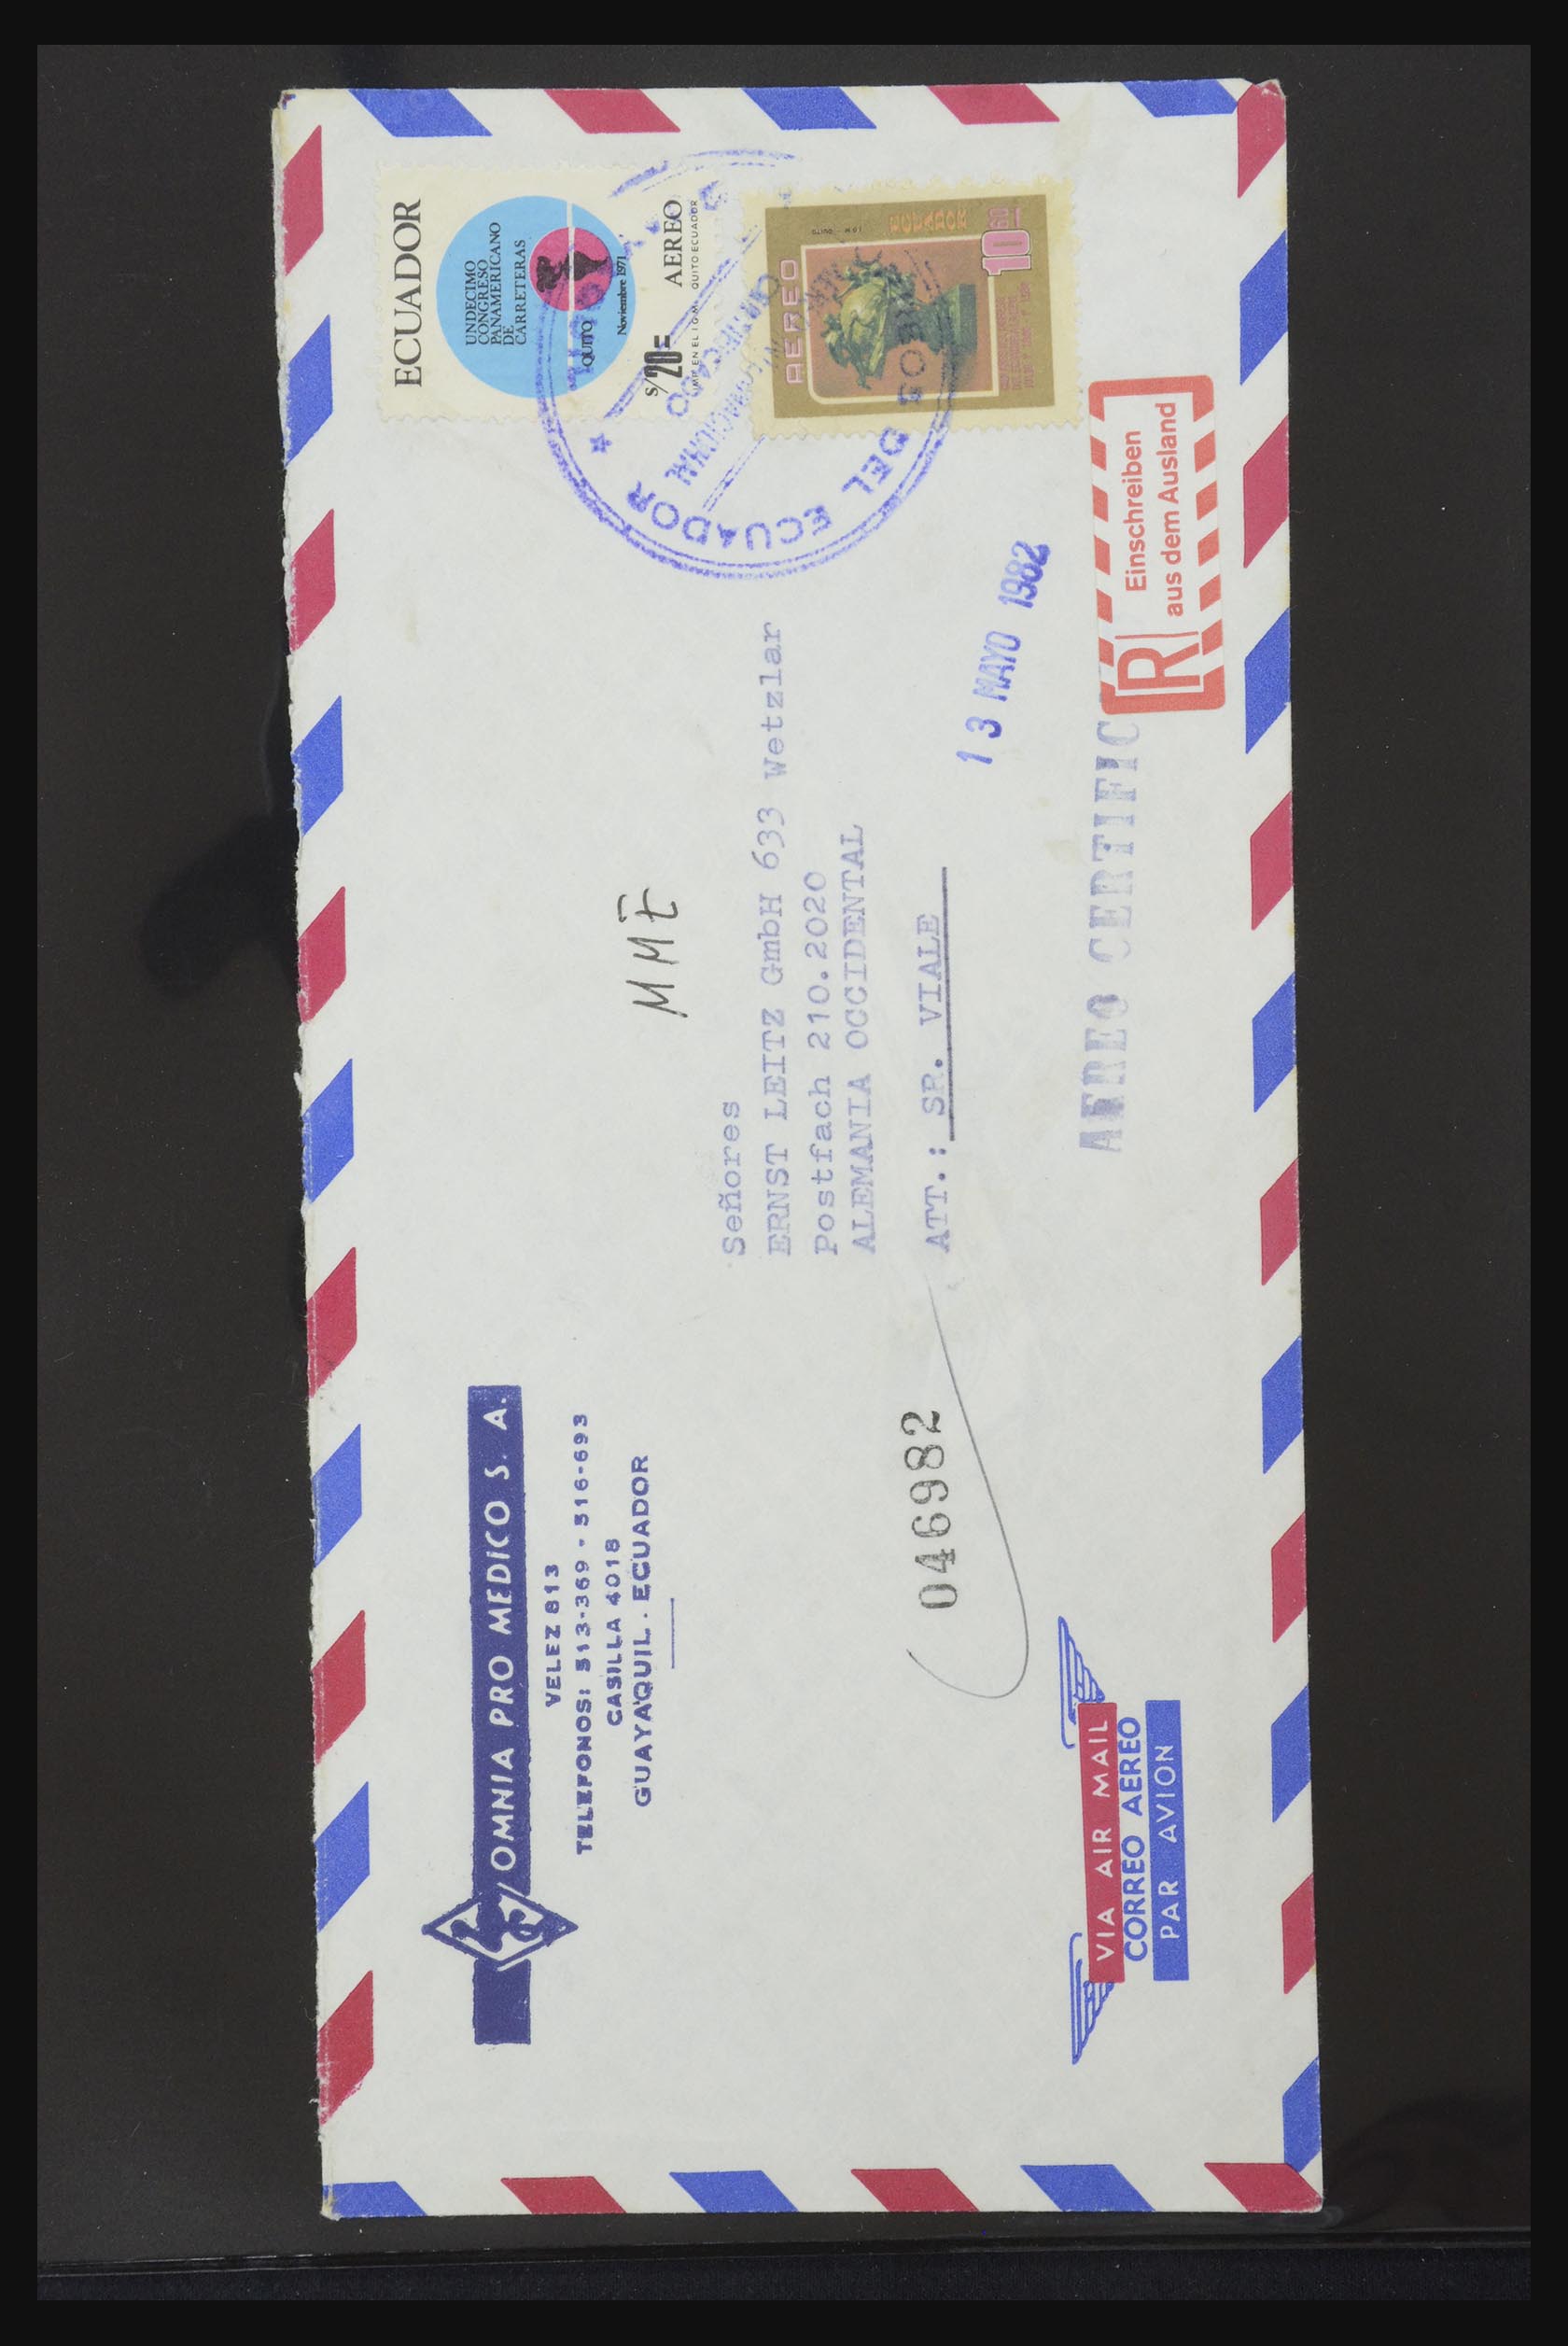 OMNIA PRO MEDICO S. A.
VELEZ 813
TELEFONOS: 513-369 - 516-693
CASILLA 4018
GUAYAQUIL . ECUADOR
ECUADOR
UNDECIMO
CONGRESO
PANAMERICANO
DE
CARRETERAS
QUITO
Noviembre 1971
s/20=
AEREO
QUITO ECUADOR
AEREO
ECUADOR
10
DEL ECUADOR
INTERNACIONAL
CERTIFICADO
MME
Señores
ERNST LEITZ GmbH 633 Wetzlar
Postfach 210.2020
ALEMANIA OCCIDENTAL
ATT.: SR. VIALE
13 MAYO 1982
046982
AEREO CERTIFIC
R
Einschreiben
aus dem Ausland
VIA AIR MAIL
CORREO AEREO
PAR AVION